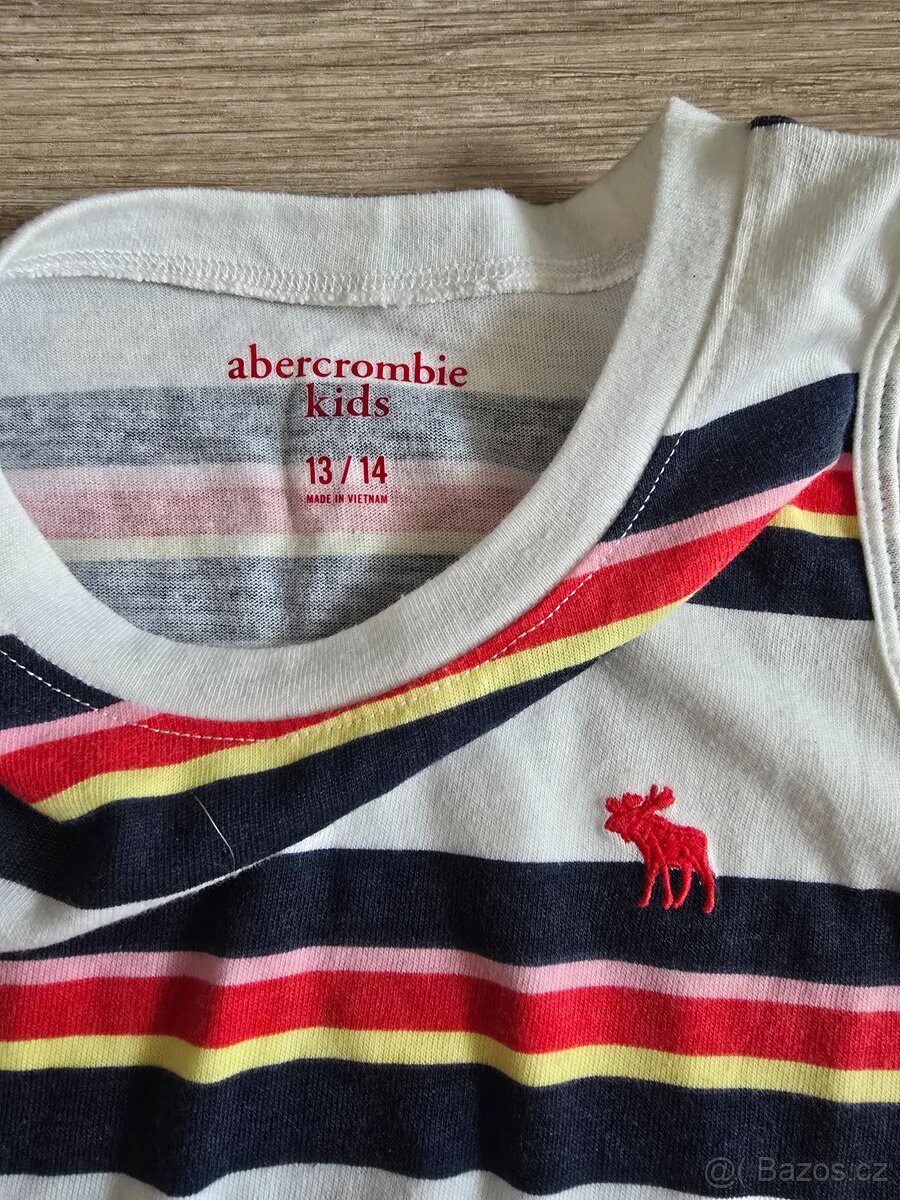 abercrombie
kids
13 / 14
MADE IN VIETNAM
@( Bazos.cz